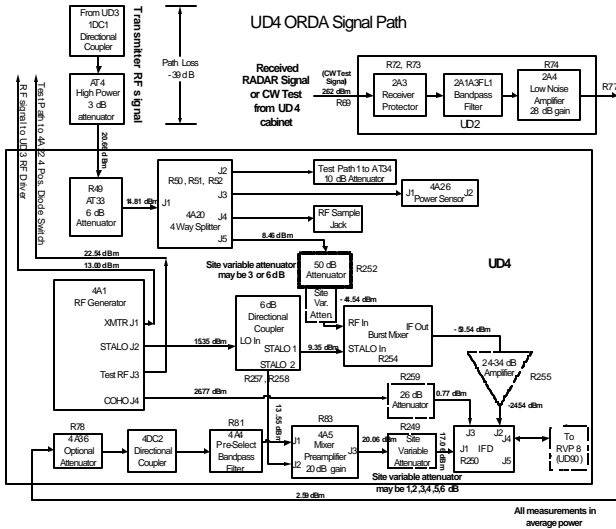 UD4 ORDA Signal Path
From UD3
1DC1
Directional
Coupler
Transmitter RF signal
Path Loss
- 39 dB
AT4
High Power
3 dB
attenuator
Received
RADAR Signal
or CW Test
from UD4
cabinet
(CW Test
Signal)
262 dBm
R69
R72, R73
2A3
Receiver
Protector
2A1A3FL1
Bandpass
Filter
R74
2A4
Low Noise
Amplifier
28 dB gain
UD2
R77
RF signal to UD3 RF Driver
Test Path to 4A22 4 Pos. Diode Switch
20.66 dBm
R49
AT33
6 dB
Attenuator
14.81 dBm
R50, R51, R52
J1
4A20
4 Way Splitter
J2
J3
J4
J5
Test Path 1 to AT34
10 dB Attenuator
J1
4A26
Power Sensor
J2
RF Sample
Jack
8.46 dBm
22.54 dBm
13.00 dBm
Site variable attenuator
may be 3 or 6 dB
50 dB
Attenuator
R252
UD4
Site
Var.
Atten.
- 44.54 dBm
4A1
RF Generator
XMTR J1
STALO J2
Test RF J3
COHO J4
15.35 dBm
6 dB
Directional
Coupler
LO In
STALO 1
STALO 2
R257, R258
9.35 dBm
RF In
IF Out
Burst Mixer
STALO In
R254
- 53.54 dBm
24-34 dB
Amplifier
R255
-24.54 dBm
26.77 dBm
R259
26 dB
Attenuator
0.77 dBm
13.55 dBm
R78
4A36
Optional
Attenuator
4DC2
Directional
Coupler
R81
4A4
Pre-Select
Bandpass
Filter
R83
J1
4A5
Mixer
Preamplifier
20 dB gain
J2
J3
20.06 dBm
R249
Site
Variable
Attenuator
17.06 dBm
J3
J2
J4
J1
IFD
R250
J5
To
RVP 8
(UD90)
Site variable attenuator
may be 1,2,3,4,5,6 dB
2.59 dBm
All measurements in
average power